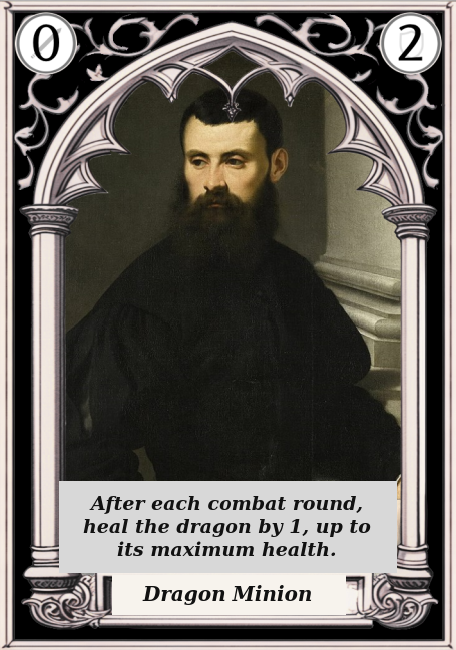 0
2
After each combat round,
heal the dragon by 1, up to
its maximum health.
Dragon Minion